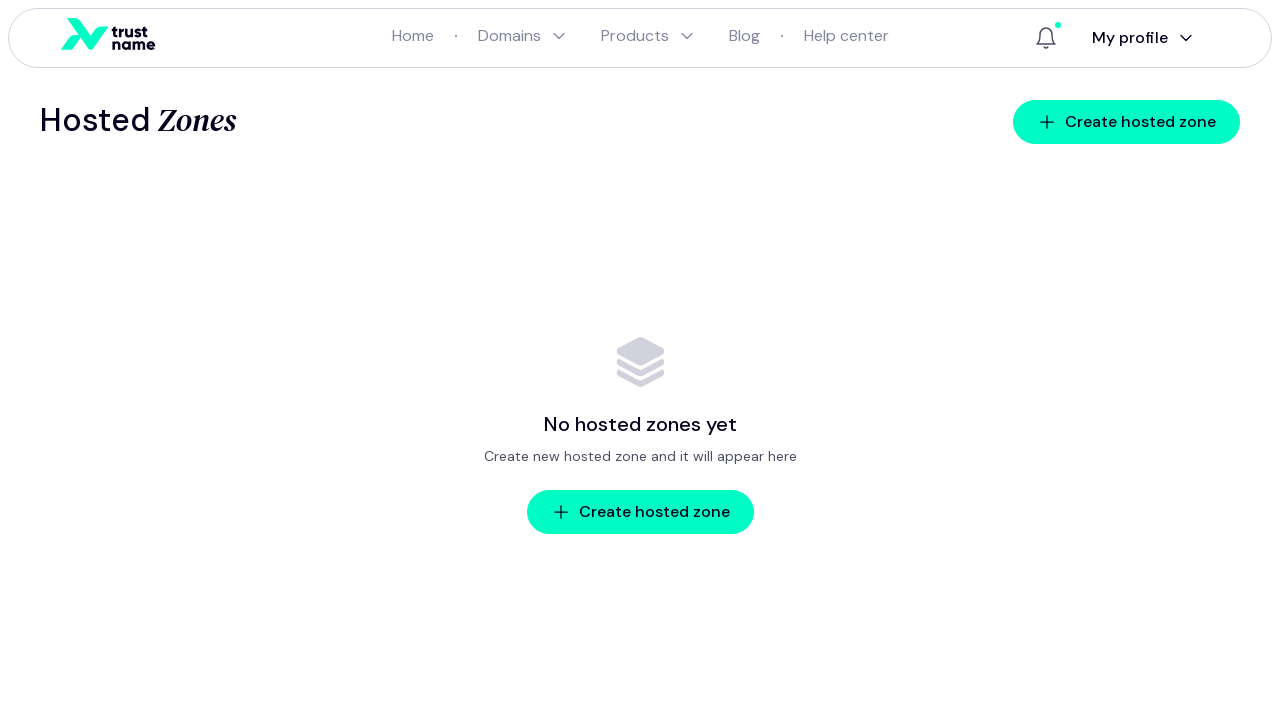 trust
name
Home · Domains Products Blog · Help center
My profile
Hosted Zones
Create hosted zone
No hosted zones yet
Create new hosted zone and it will appear here
Create hosted zone